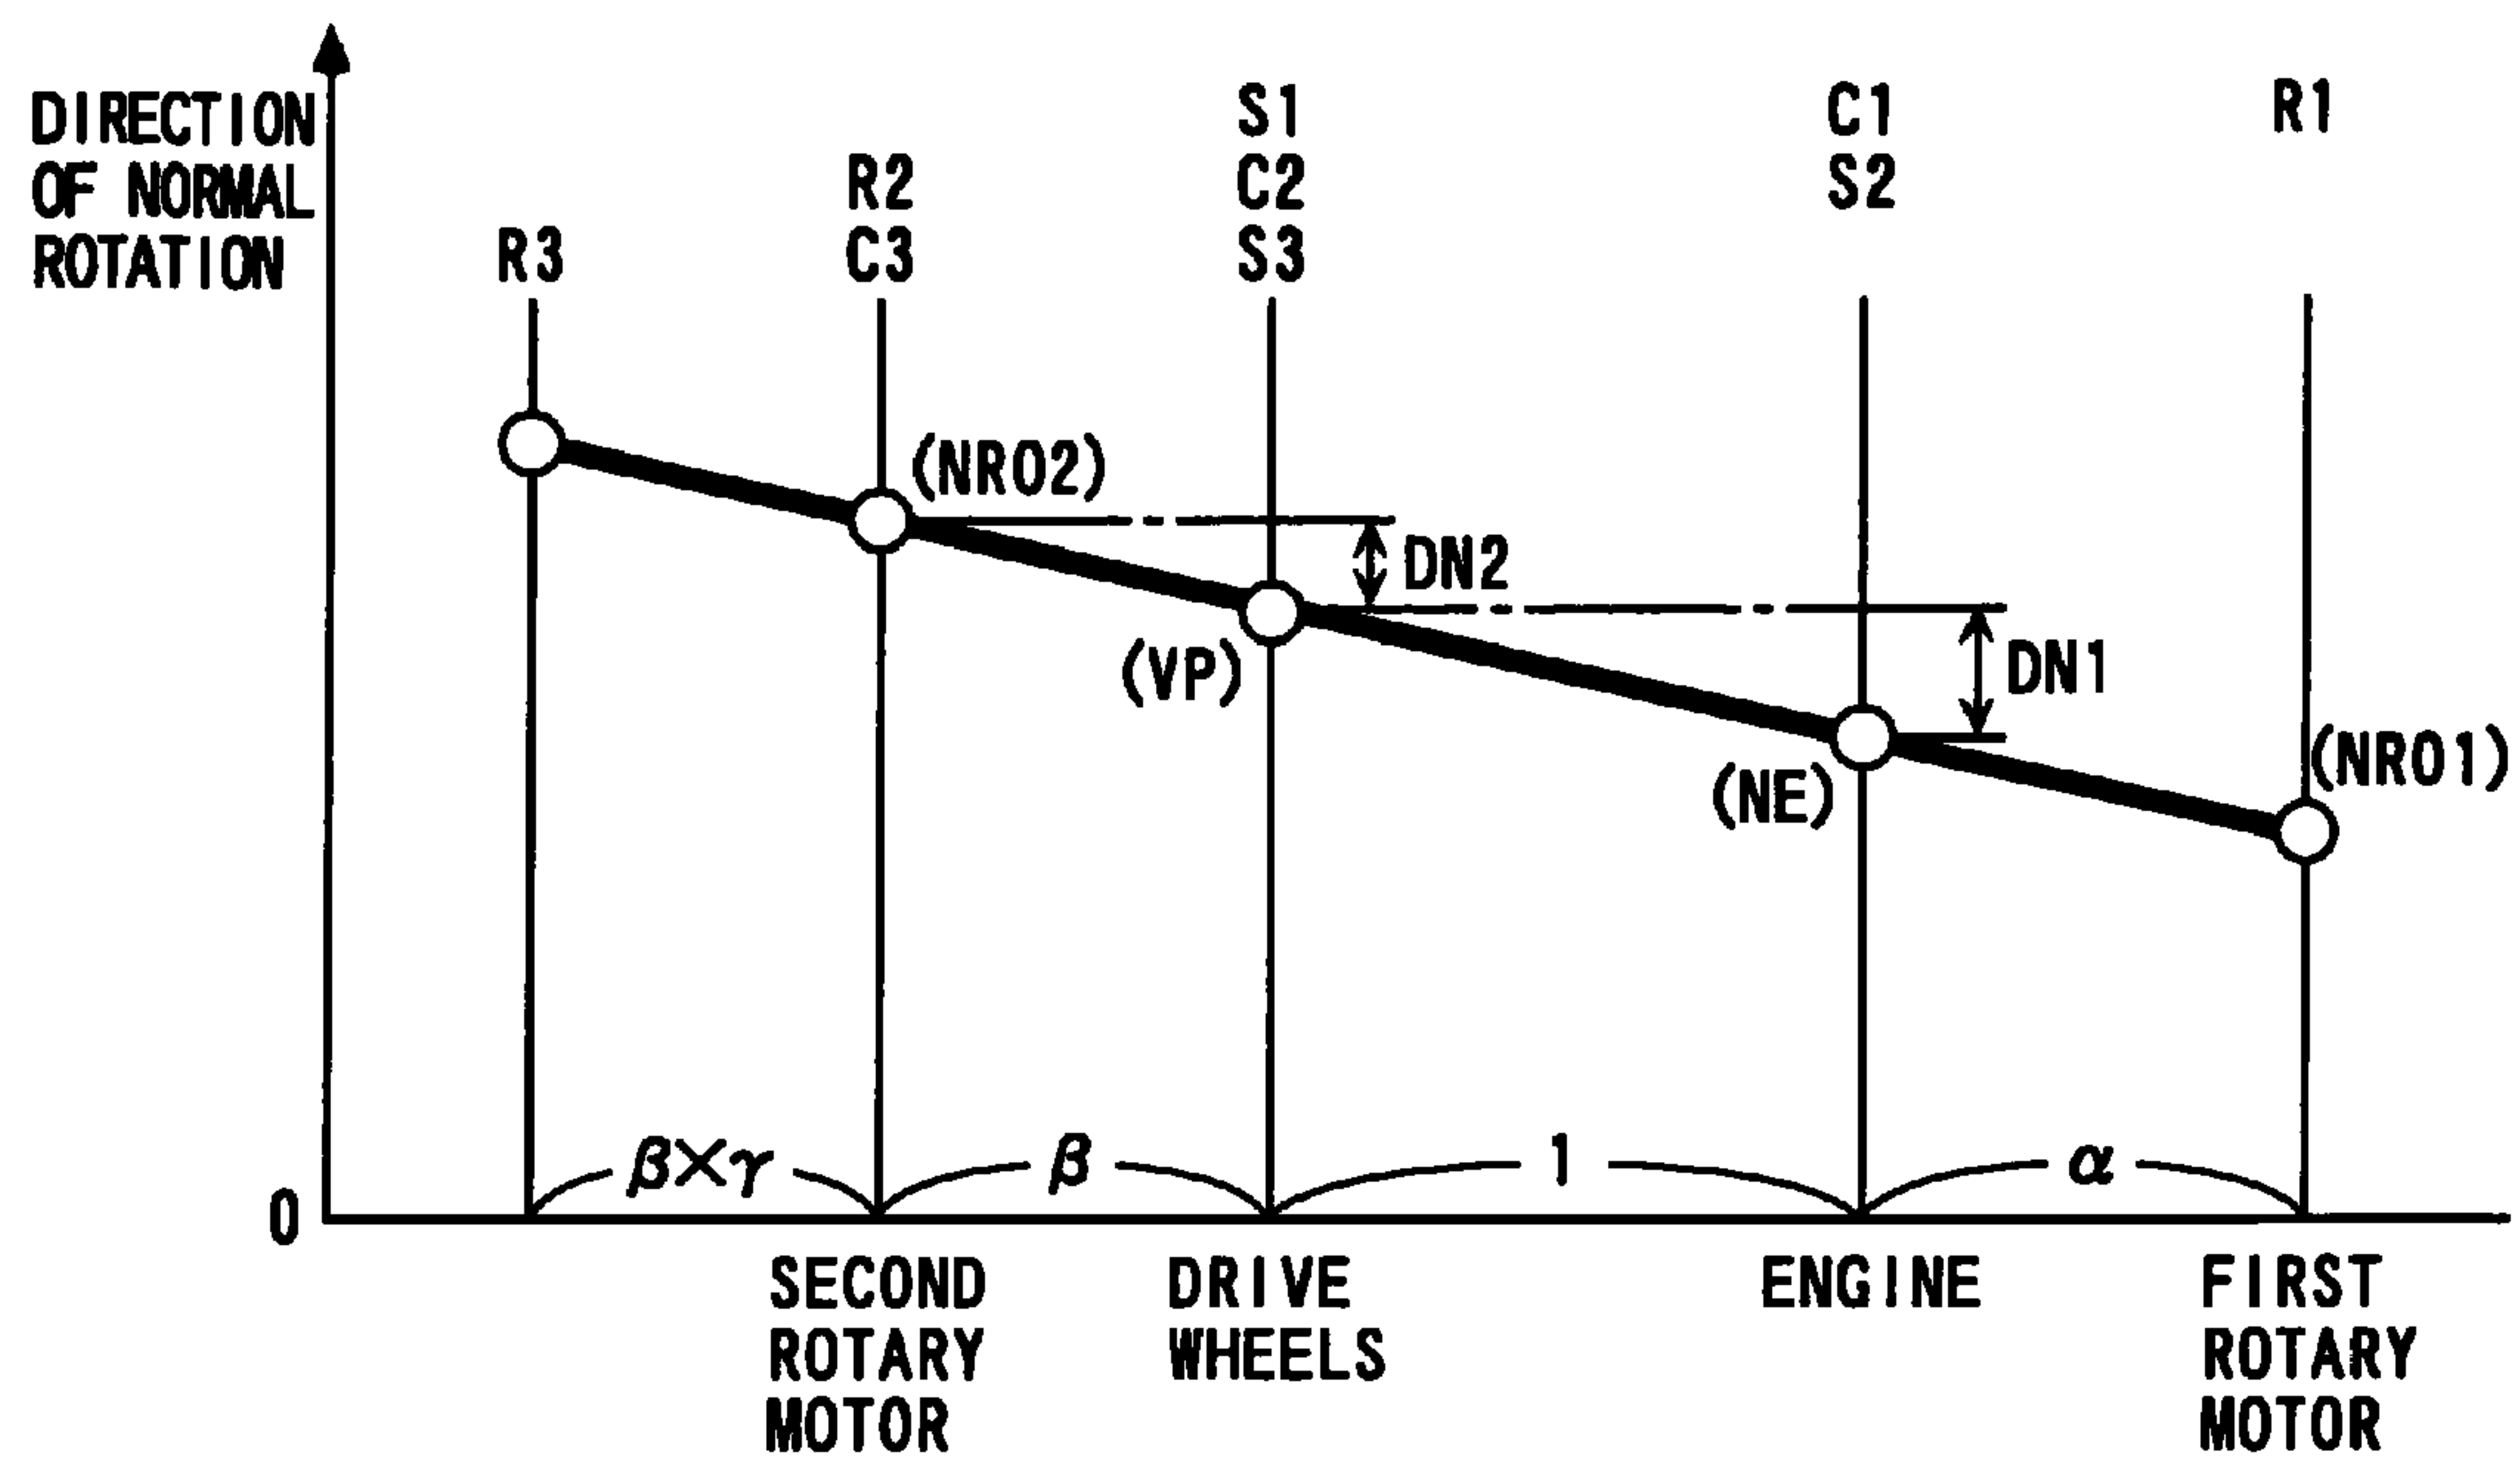 DIRECTION
OF NORMAL
ROTATION
R3
R2
C3
S1
C2
S3
C1
S2
R1
(NRO2)
DN2
(VP)
DN1
(NE)
(NRO1)
0
β×γ
β
1
α
SECOND
ROTARY
MOTOR
DRIVE
WHEELS
ENGINE
FIRST
ROTARY
MOTOR